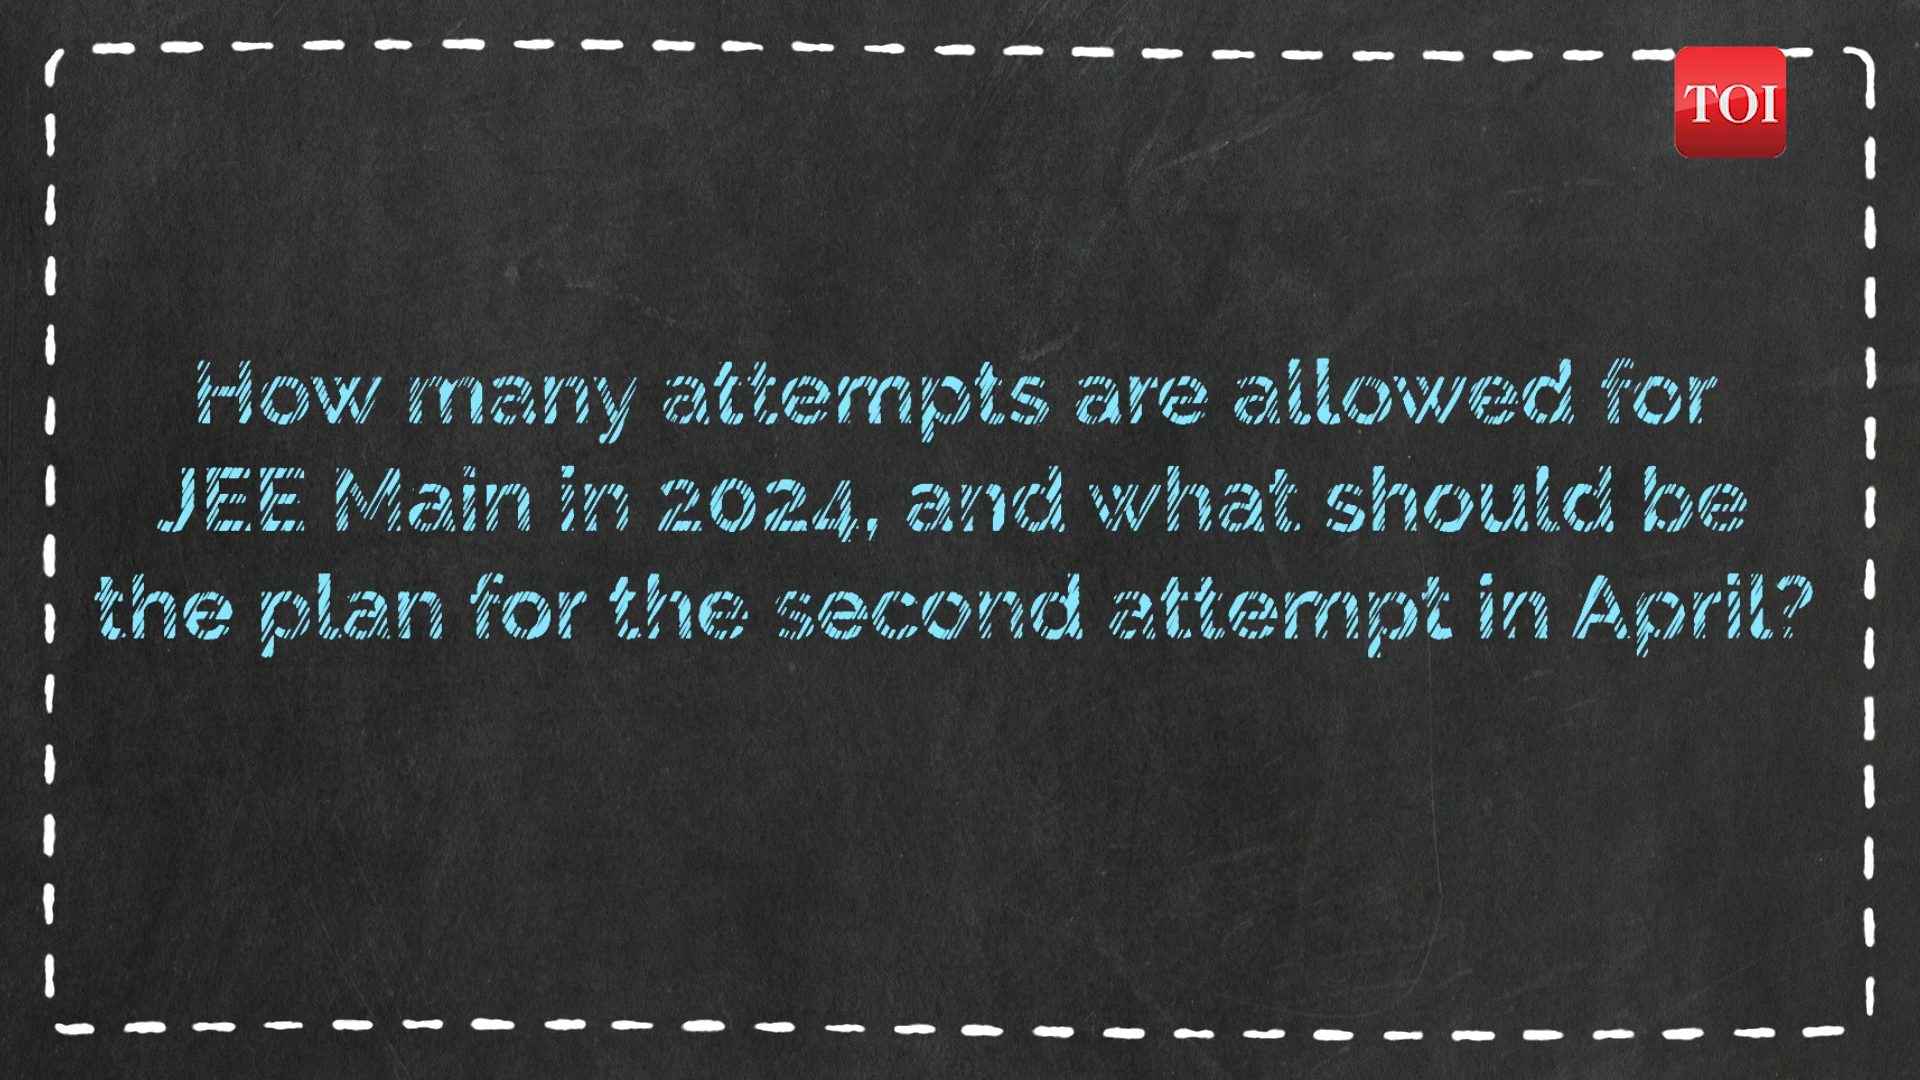 TOI
How many attempts are allowed for
JEE Main in 2024, and what should be
the plan for the second attempt in April?